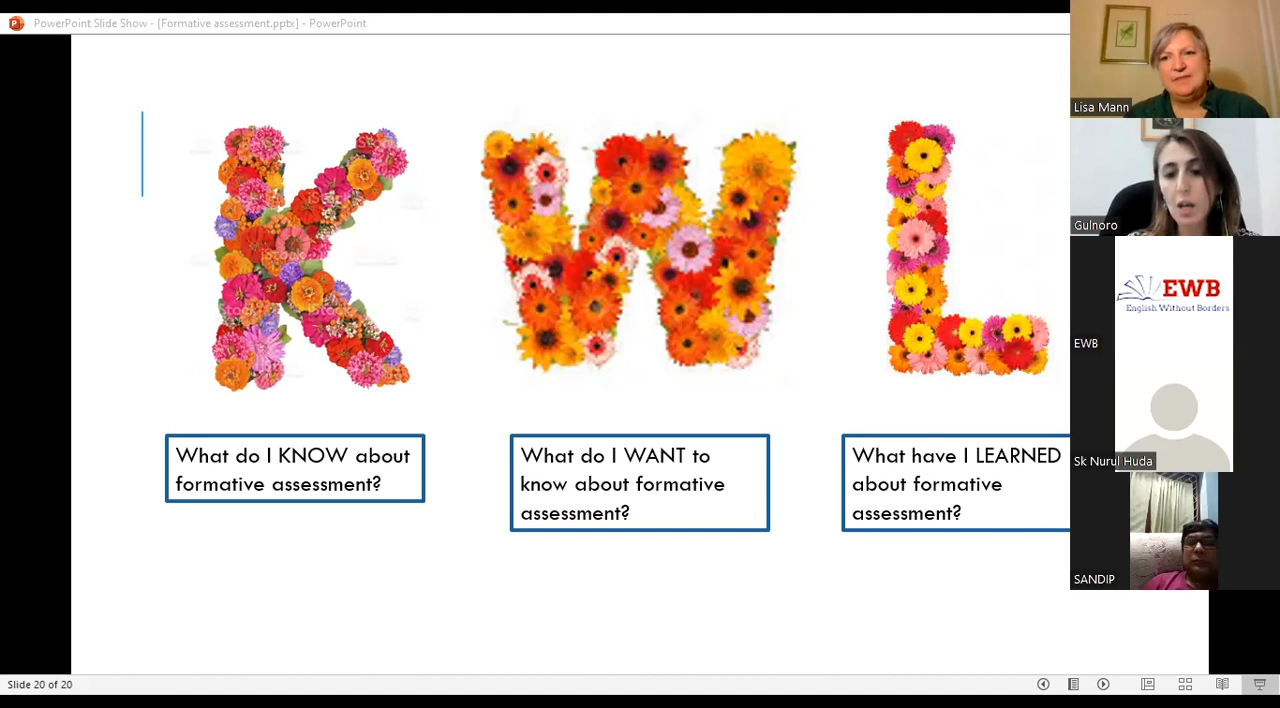 PowerPoint Slide Show - [Formative assessment.pptx] - PowerPoint
K W L
What do I KNOW about
formative assessment?
What do I WANT to
know about formative
assessment?
What have I LEARNED
about formative
assessment?
Lisa Mann
Gulnoro
EWB
English Without Borders
EWB
Sk Nurul Huda
SANDIP
Slide 20 of 20